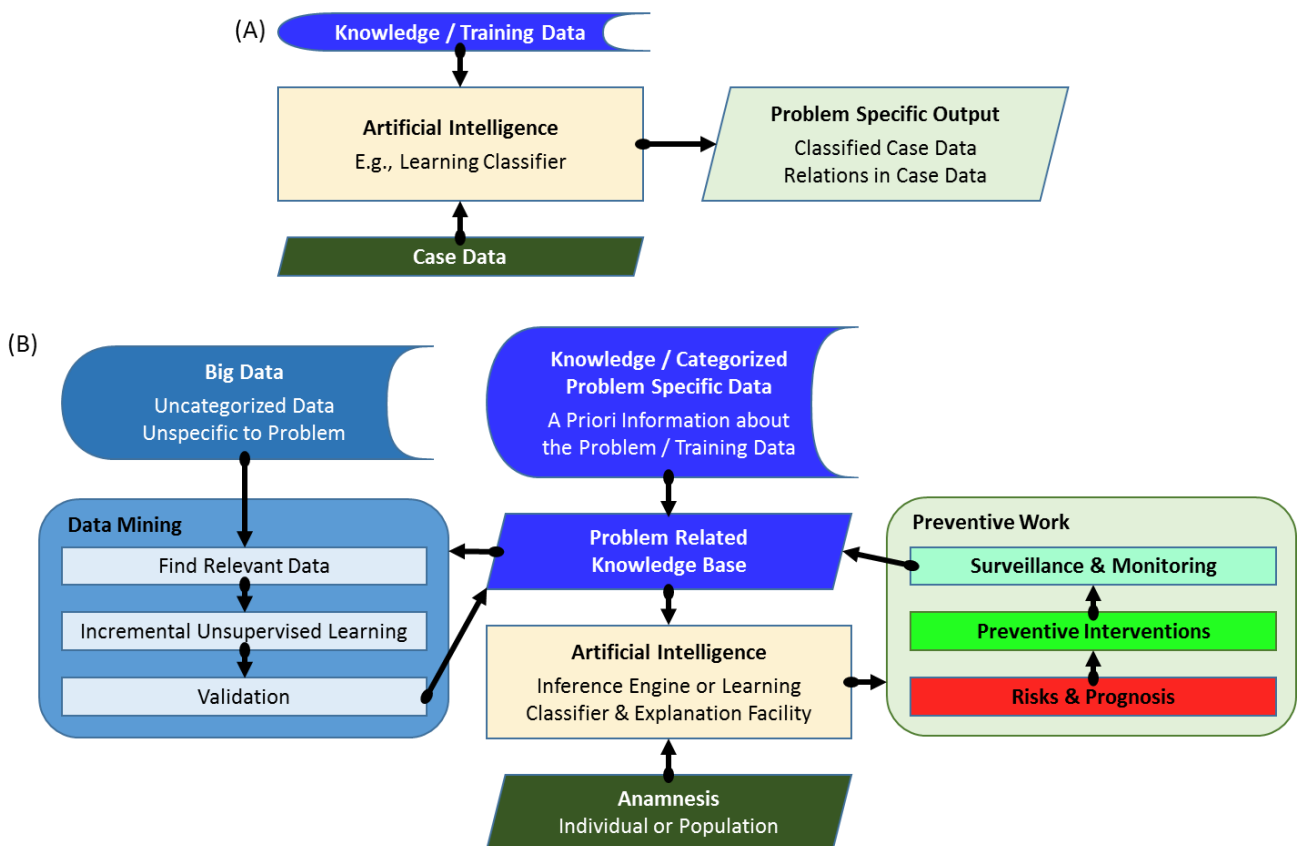 (A)
Knowledge / Training Data
Artificial Intelligence
E.g., Learning Classifier
Problem Specific Output
Classified Case Data
Relations in Case Data
Case Data
(B)
Big Data
Uncategorized Data
Unspecific to Problem
Knowledge / Categorized
Problem Specific Data
A Priori Information about
the Problem / Training Data
Data Mining
Find Relevant Data
Incremental Unsupervised Learning
Validation
Problem Related
Knowledge Base
Artificial Intelligence
Inference Engine or Learning
Classifier & Explanation Facility
Anamnesis
Individual or Population
Preventive Work
Surveillance & Monitoring
Preventive Interventions
Risks & Prognosis